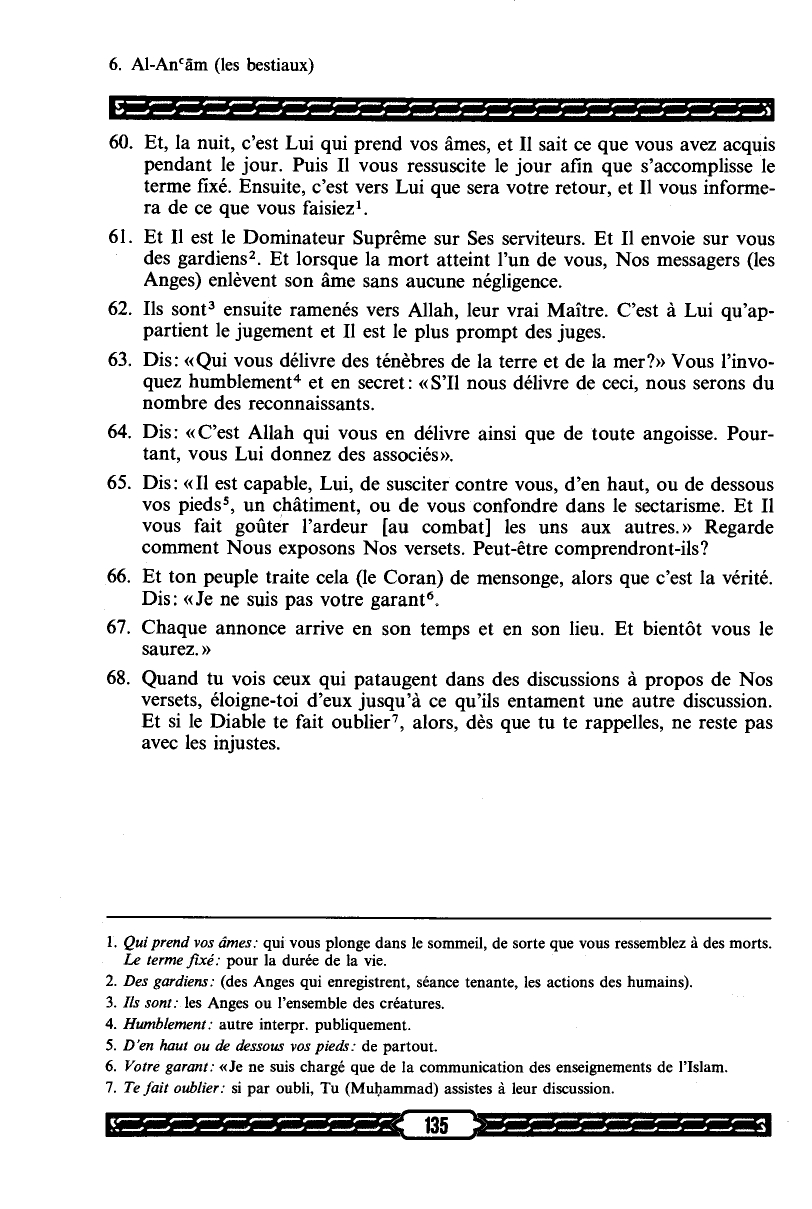 6. Al-Anʿām (les bestiaux)
60. Et, la nuit, c’est Lui qui prend vos âmes, et Il sait ce que vous avez acquis
pendant le jour. Puis Il vous ressuscite le jour afin que s’accomplisse le
terme fixé. Ensuite, c’est vers Lui que sera votre retour, et Il vous informe-
ra de ce que vous faisiez¹.
61. Et Il est le Dominateur Suprême sur Ses serviteurs. Et Il envoie sur vous
des gardiens². Et lorsque la mort atteint l’un de vous, Nos messagers (les
Anges) enlèvent son âme sans aucune négligence.
62. Ils sont³ ensuite ramenés vers Allah, leur vrai Maître. C’est à Lui qu’ap-
partient le jugement et Il est le plus prompt des juges.
63. Dis: «Qui vous délivre des ténèbres de la terre et de la mer?» Vous l’invo-
quez humblement⁴ et en secret: «S’Il nous délivre de ceci, nous serons du
nombre des reconnaissants.
64. Dis: «C’est Allah qui vous en délivre ainsi que de toute angoisse. Pour-
tant, vous Lui donnez des associés».
65. Dis: «Il est capable, Lui, de susciter contre vous, d’en haut, ou de dessous
vos pieds⁵, un châtiment, ou de vous confondre dans le sectarisme. Et Il
vous fait goûter l’ardeur [au combat] les uns aux autres.» Regarde
comment Nous exposons Nos versets. Peut-être comprendront-ils?
66. Et ton peuple traite cela (le Coran) de mensonge, alors que c’est la vérité.
Dis: «Je ne suis pas votre garant⁶.
67. Chaque annonce arrive en son temps et en son lieu. Et bientôt vous le
saurez.»
68. Quand tu vois ceux qui pataugent dans des discussions à propos de Nos
versets, éloigne-toi d’eux jusqu’à ce qu’ils entament une autre discussion.
Et si le Diable te fait oublier⁷, alors, dès que tu te rappelles, ne reste pas
avec les injustes.
1. Qui prend vos âmes: qui vous plonge dans le sommeil, de sorte que vous ressemblez à des morts.
Le terme fixé: pour la durée de la vie.
2. Des gardiens: (des Anges qui enregistrent, séance tenante, les actions des humains).
3. Ils sont: les Anges ou l’ensemble des créatures.
4. Humblement: autre interpr. publiquement.
5. D’en haut ou de dessous vos pieds: de partout.
6. Votre garant: «Je ne suis chargé que de la communication des enseignements de l’Islam.
7. Te fait oublier: si par oubli, Tu (Muḥammad) assistes à leur discussion.
135